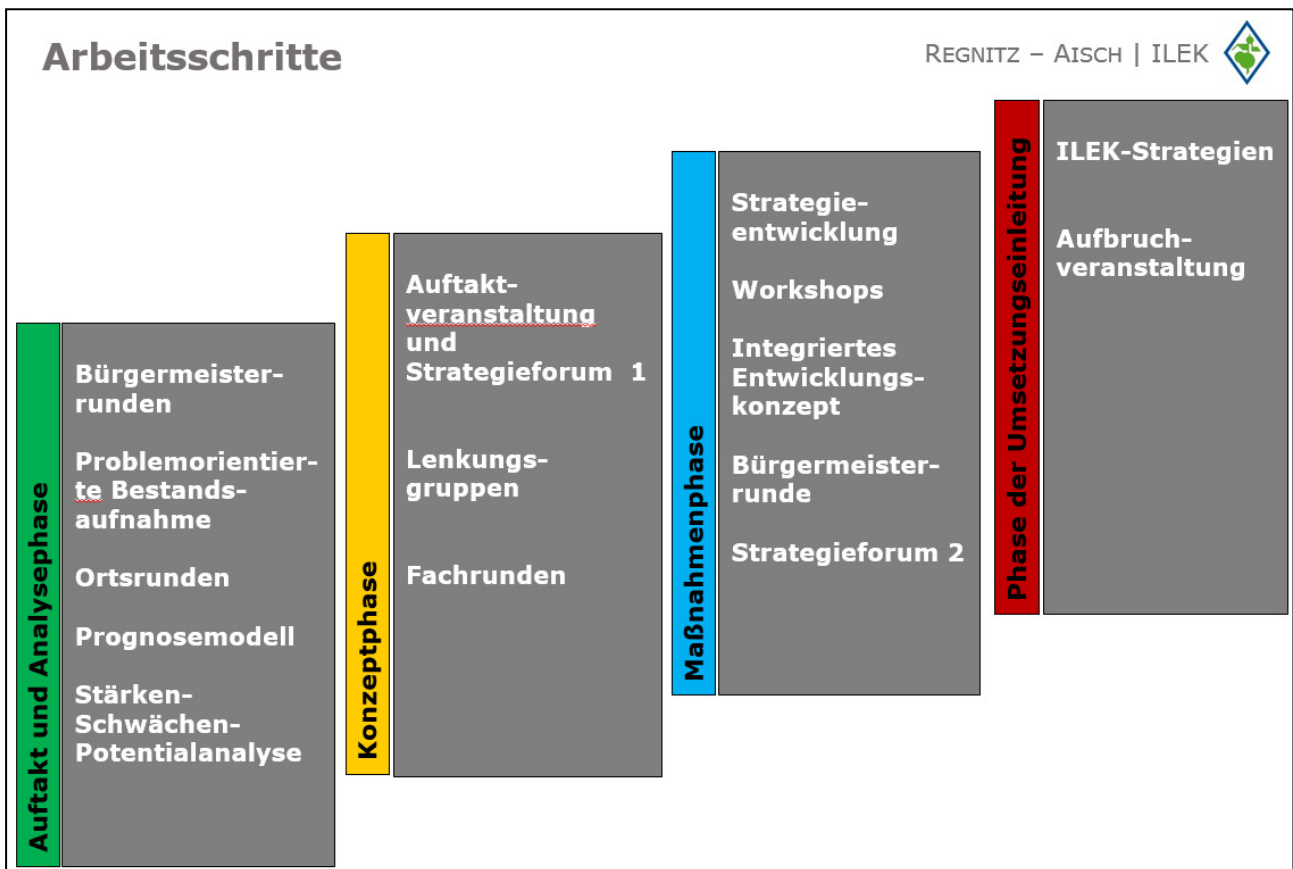 Arbeitsschritte
REGNITZ – AISCH | ILEK
Auftakt und Analysephase
Bürgermeister-
runden
Problemorientier-
te Bestands-
aufnahme
Ortsrunden
Prognosemodell
Stärken-
Schwächen-
Potentialanalyse
Konzeptphase
Auftakt-
veranstaltung
und
Strategieforum 1
Lenkungs-
gruppen
Fachrunden
Maßnahmenphase
Strategie-
entwicklung
Workshops
Integriertes
Entwicklungs-
konzept
Bürgermeister-
runde
Strategieforum 2
Phase der Umsetzungseinleitung
ILEK-Strategien
Aufbruch-
veranstaltung